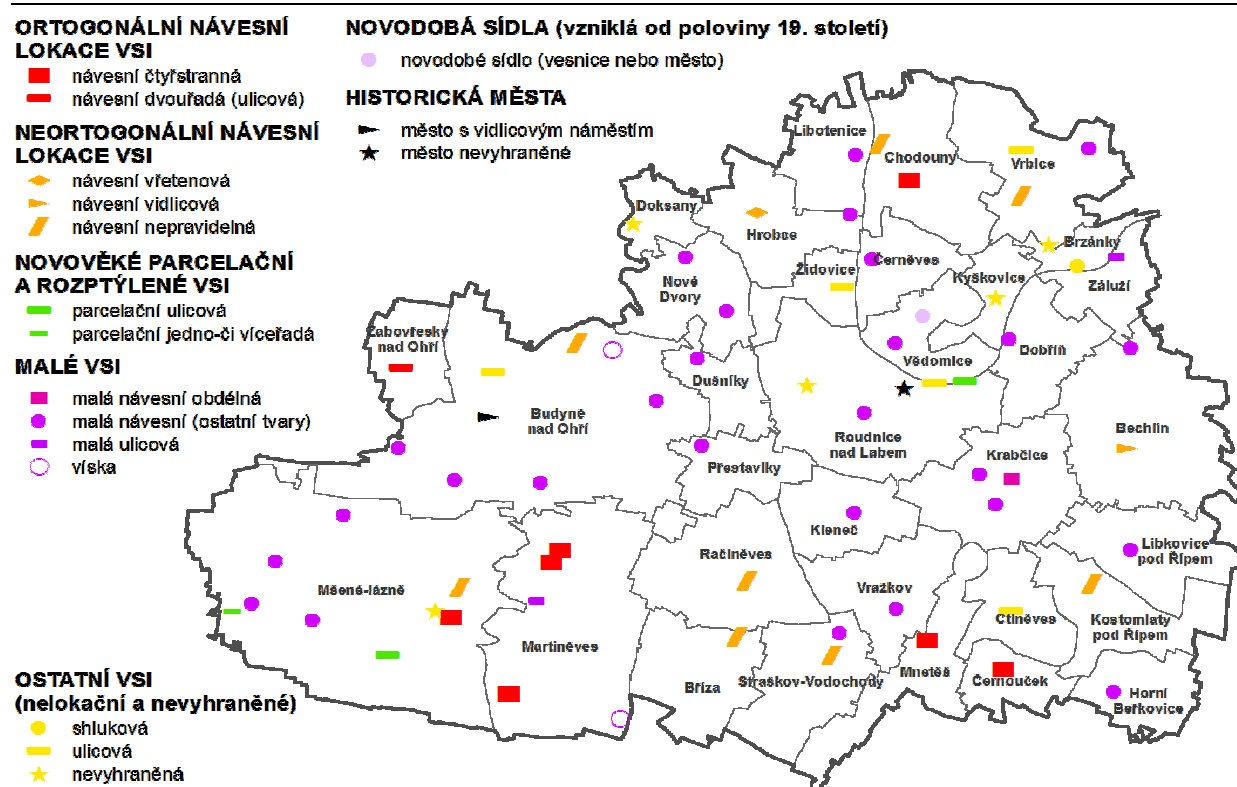 ORTOGONÁLNÍ NÁVESNÍ
LOKACE VSI
návesní čtyřstranná
návesní dvouřadá (ulicová)
NEORTOGONÁLNÍ NÁVESNÍ
LOKACE VSI
návesní vřetenová
návesní vidlicová
návesní nepravidelná
NOVOVĚKÉ PARCELAČNÍ
A ROZPTÝLENÉ VSI
parcelační ulicová
parcelační jedno-či víceřadá
MALÉ VSI
malá návesní obdélná
malá návesní (ostatní tvary)
malá ulicová
víska
OSTATNÍ VSI
(nelokační a nevyhraněné)
shluková
ulicová
nevyhraněná
NOVODOBÁ SÍDLA (vzniklá od poloviny 19. století)
novodobé sídlo (vesnice nebo město)
HISTORICKÁ MĚSTA
město s vidlicovým náměstím
město nevyhraněné
Libotenice
Chodouny
Vrbice
Doksany
Hrobce
Brzánky
Židovice
Černěves
Kyškovice
Záluží
Nové
Dvory
Žabovřesky
nad Ohří
Vědomice
Dobříň
Dušníky
Budyně
nad Ohří
Roudnice
nad Labem
Bechlín
Krabčice
Přestavlky
Kleneč
Libkovice
pod Řípem
Račiněves
Mšené-lázně
Vražkov
Ctiněves
Kostomlaty
pod Řípem
Martiněves
Bříza
Straškov-Vodochody
Mnetěš
Černouček
Horní
Beřkovice